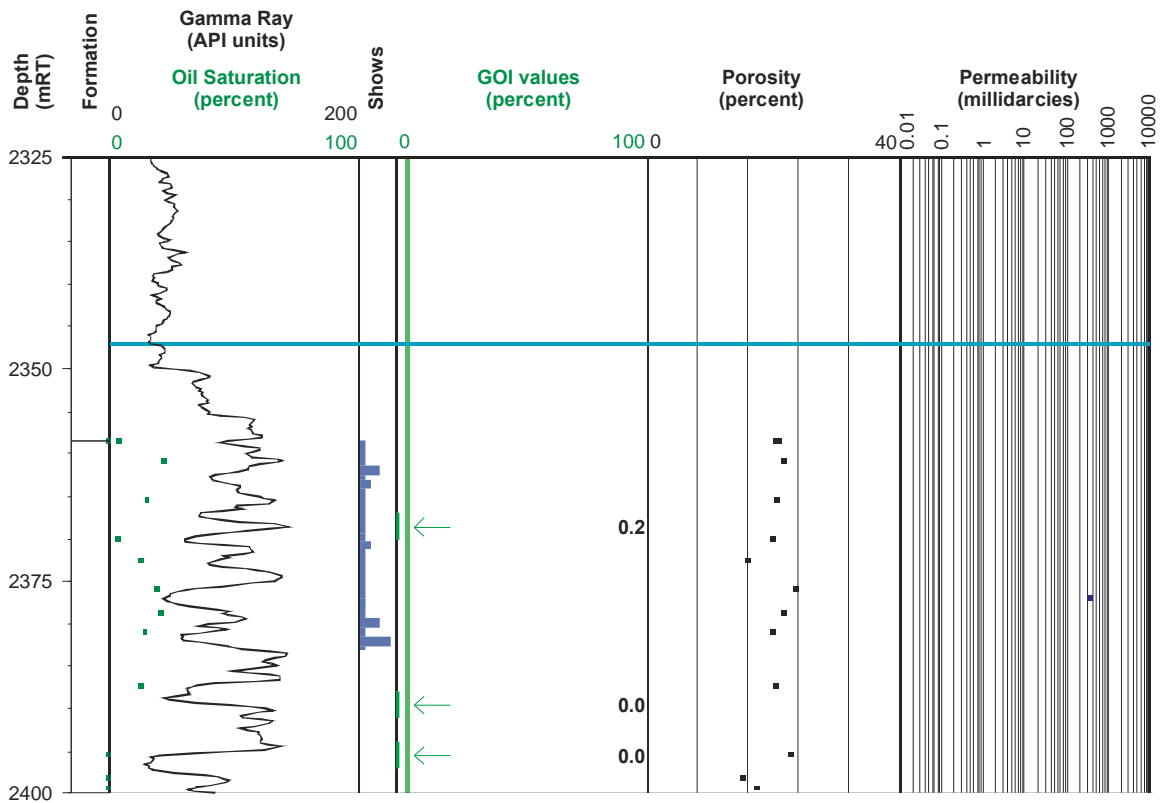 Depth
(mRT)
Formation
Gamma Ray
(API units)
Oil Saturation
(percent)
Shows
GOI values
(percent)
Porosity
(percent)
Permeability
(millidarcies)
0
200
0
100
0
100
0
40
0.01
0.1
1
10
100
1000
10000
2325
2350
0.2
2375
0.0
0.0
2400